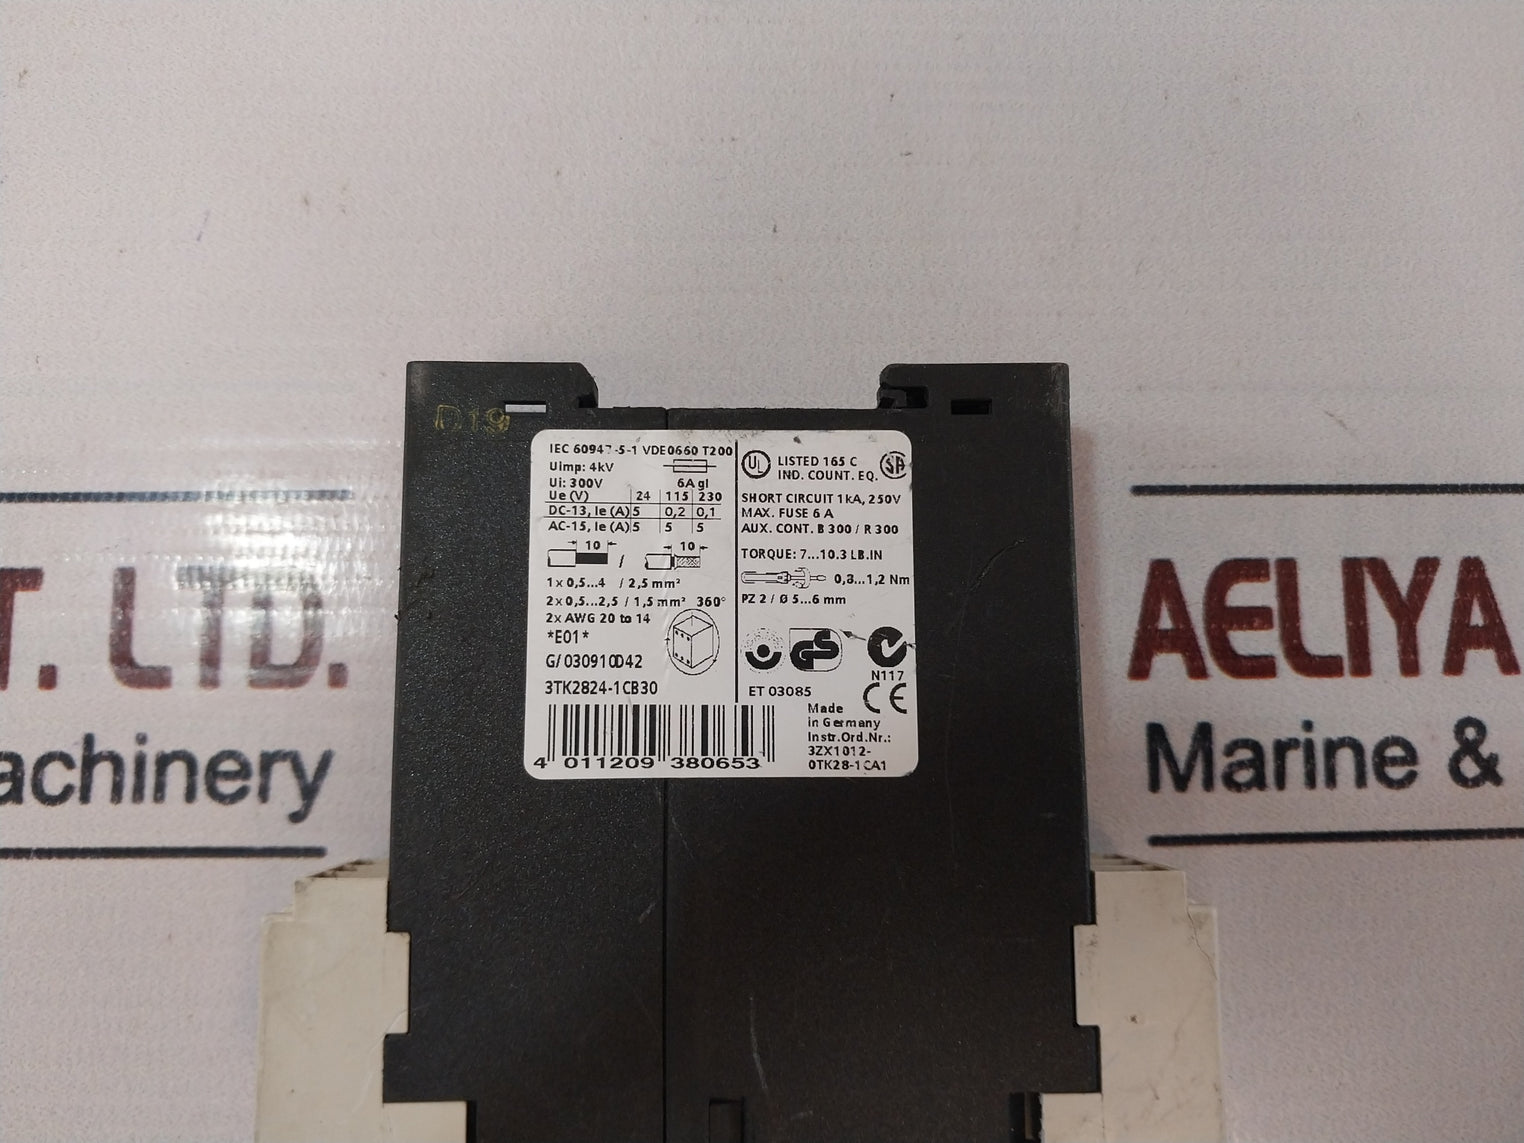 T. LTD.
achinery
AELIYA
Marine &
D19
IEC 60947-5-1 VDE0660 T200
Uimp: 4kV
Ui: 300V 6A gl
Ue (V) 24 115 230
DC-13, Ie (A) 5 0,2 0,1
AC-15, Ie (A) 5 5 5
10 / 10
1 x 0,5...4 / 2,5 mm²
2 x 0,5...2,5 / 1,5 mm² 360°
2x AWG 20 to 14
*E01*
G/030910D42
3TK2824-1CB30
4 011209 380653
UL LISTED 165 C SA
IND. COUNT. EQ.
SHORT CIRCUIT 1kA, 250V
MAX. FUSE 6 A
AUX. CONT. B 300 / R 300
TORQUE: 7...10.3 LB.IN
0,8...1,2 Nm
PZ 2 / Ø 5...6 mm
N117
ET 03085 CE
Made
in Germany
Instr.Ord.Nr.:
3ZX1012-
0TK28-1CA1